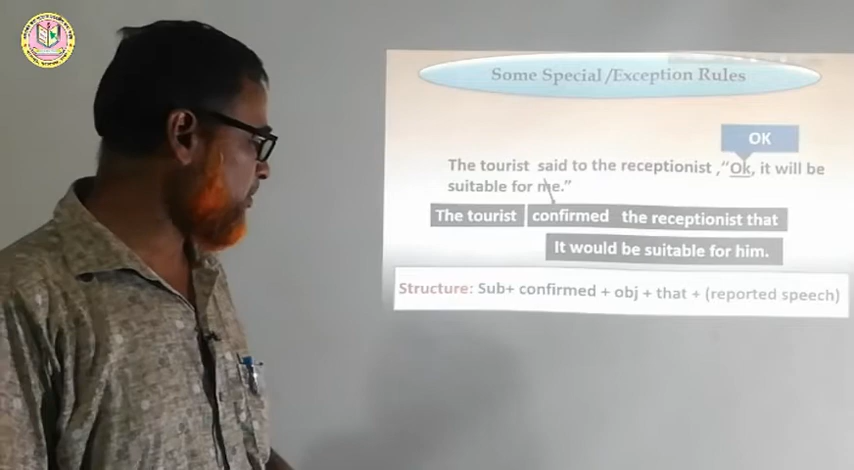 Some Special/Exception Rules
OK
The tourist said to the receptionist ,“Ok, it will be
suitable for me.”
The tourist confirmed the receptionist that
It would be suitable for him.
Structure: Sub+ confirmed + obj + that + (reported speech)